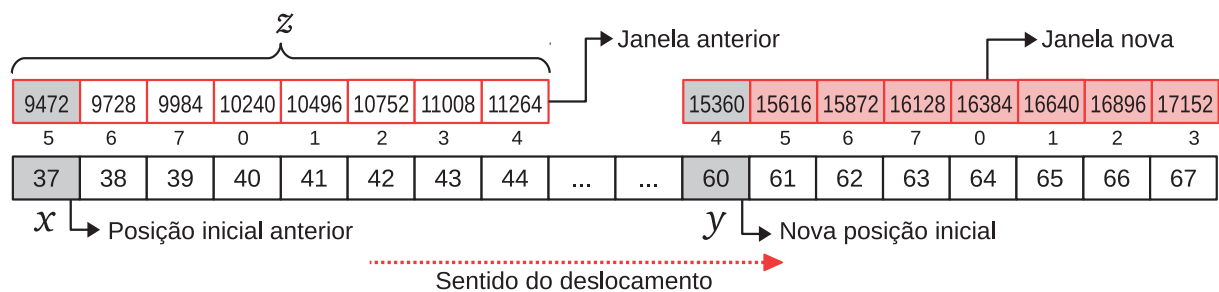 z
Janela anterior
Janela nova
9472 9728 9984 10240 10496 10752 11008 11264 15360 15616 15872 16128 16384 16640 16896 17152
5 6 7 0 1 2 3 4 4 5 6 7 0 1 2 3
37 38 39 40 41 42 43 44 ... ... 60 61 62 63 64 65 66 67
x Posição inicial anterior y Nova posição inicial
Sentido do deslocamento